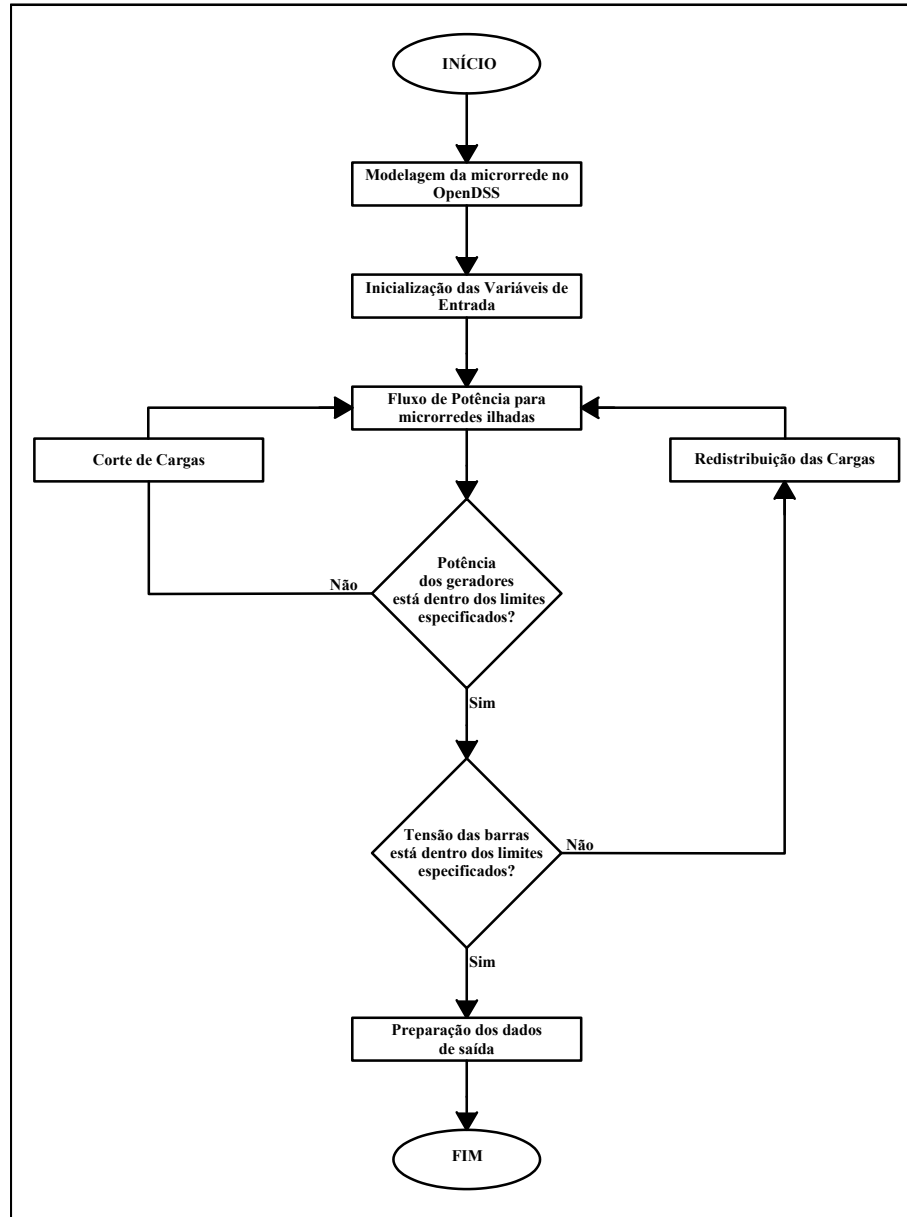 INÍCIO
Modelagem da microrrede no
OpenDSS
Inicialização das Variáveis de
Entrada
Fluxo de Potência para
microrredes ilhadas
Corte de Cargas
Redistribuição das Cargas
Potência
dos geradores
está dentro dos limites
especificados?
Não
Sim
Tensão das barras
está dentro dos limites
especificados?
Não
Sim
Preparação dos dados
de saída
FIM